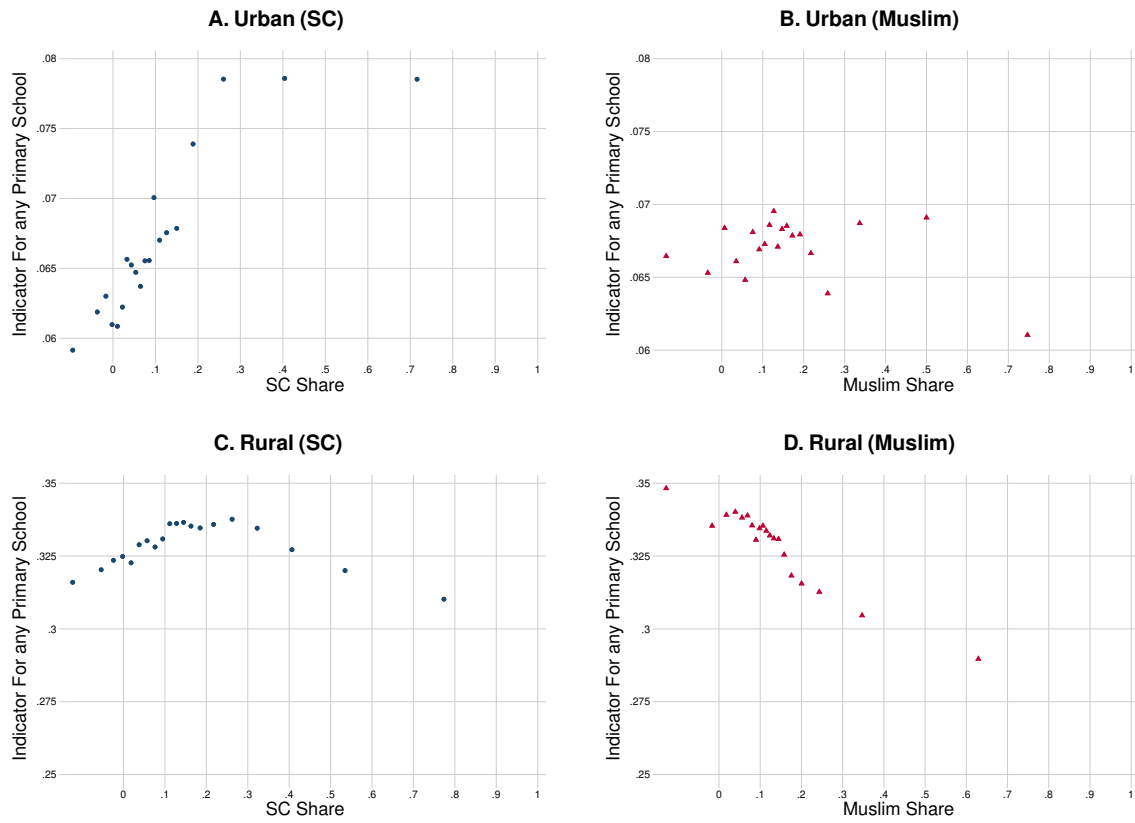 A. Urban (SC)
Indicator For any Primary School
.08
.075
.07
.065
.06
0 .1 .2 .3 .4 .5 .6 .7 .8 .9 1
SC Share
B. Urban (Muslim)
Indicator For any Primary School
.08
.075
.07
.065
.06
0 .1 .2 .3 .4 .5 .6 .7 .8 .9 1
Muslim Share
C. Rural (SC)
Indicator For any Primary School
.35
.325
.3
.275
.25
0 .1 .2 .3 .4 .5 .6 .7 .8 .9 1
SC Share
D. Rural (Muslim)
Indicator For any Primary School
.35
.325
.3
.275
.25
0 .1 .2 .3 .4 .5 .6 .7 .8 .9 1
Muslim Share